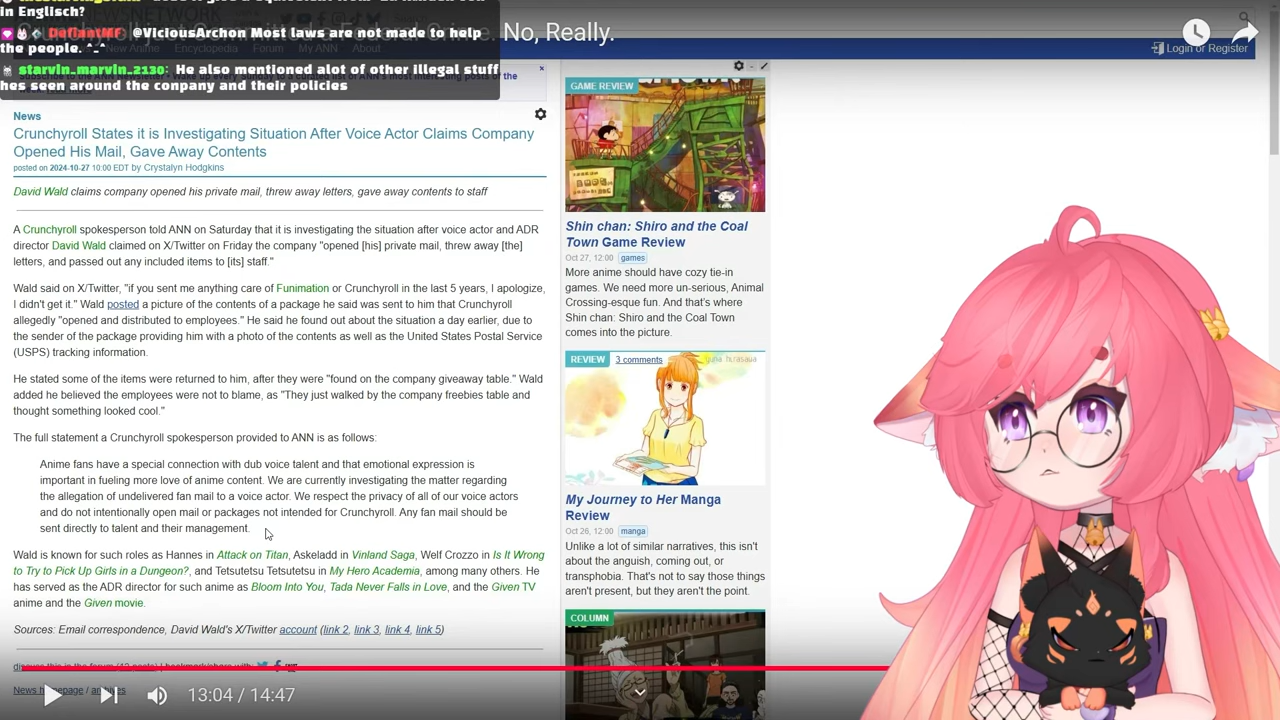 in Englisch?
DefiantMF: @ViciousArchon Most laws are not made to help
the people. ^_^
starvin_marvin_2130: He also mentioned alot of other illegal stuff
hes seen around the conpany and their policies
No, Really.
New Anime Encyclopedia Forum My ANN About
Login or Register
News
Crunchyroll States it is Investigating Situation After Voice Actor Claims Company
Opened His Mail, Gave Away Contents
posted on 2024-10-27 10:00 EDT by Crystalyn Hodgkins
David Wald claims company opened his private mail, threw away letters, gave away contents to staff
A Crunchyroll spokesperson told ANN on Saturday that it is investigating the situation after voice actor and ADR
director David Wald claimed on X/Twitter on Friday the company "opened [his] private mail, threw away [the]
letters, and passed out any included items to [its] staff."
Wald said on X/Twitter, "if you sent me anything care of Funimation or Crunchyroll in the last 5 years, I apologize,
I didn't get it." Wald posted a picture of the contents of a package he said was sent to him that Crunchyroll
allegedly "opened and distributed to employees." He said he found out about the situation a day earlier, due to
the sender of the package providing him with a photo of the contents as well as the United States Postal Service
(USPS) tracking information.
He stated some of the items were returned to him, after they were "found on the company giveaway table." Wald
added he believed the employees were not to blame, as "They just walked by the company freebies table and
thought something looked cool."
The full statement a Crunchyroll spokesperson provided to ANN is as follows:
Anime fans have a special connection with dub voice talent and that emotional expression is
important in fueling more love of anime content. We are currently investigating the matter regarding
the allegation of undelivered fan mail to a voice actor. We respect the privacy of all of our voice actors
and do not intentionally open mail or packages not intended for Crunchyroll. Any fan mail should be
sent directly to talent and their management.
Wald is known for such roles as Hannes in Attack on Titan, Askeladd in Vinland Saga, Welf Crozzo in Is It Wrong
to Try to Pick Up Girls in a Dungeon?, and Tetsutetsu Tetsutetsu in My Hero Academia, among many others. He
has served as the ADR director for such anime as Bloom Into You, Tada Never Falls in Love, and the Given TV
anime and the Given movie.
Sources: Email correspondence, David Wald's X/Twitter account (link 2, link 3, link 4, link 5)
discuss this in the forum (42 posts) | bookmark/share with:
News homepage / archives
13:04 / 14:47
GAME REVIEW
Shin chan: Shiro and the Coal
Town Game Review
Oct 27, 12:00 games
More anime should have cozy tie-in
games. We need more un-serious, Animal
Crossing-esque fun. And that's where
Shin chan: Shiro and the Coal Town
comes into the picture.
REVIEW 3 comments
My Journey to Her Manga
Review
Oct 26, 12:00 manga
Unlike a lot of similar narratives, this isn't
about the anguish, coming out, or
transphobia. That's not to say those things
aren't present, but they aren't the point.
COLUMN